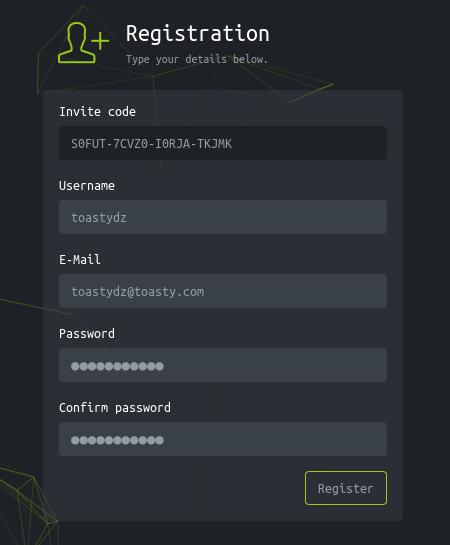 Registration
Type your details below.
Invite code
S0FUT-7CVZ0-I0RJA-TKJMK
Username
toastydz
E-Mail
toastydz@toasty.com
Password
●●●●●●●●●●●
Confirm password
●●●●●●●●●●●
Register